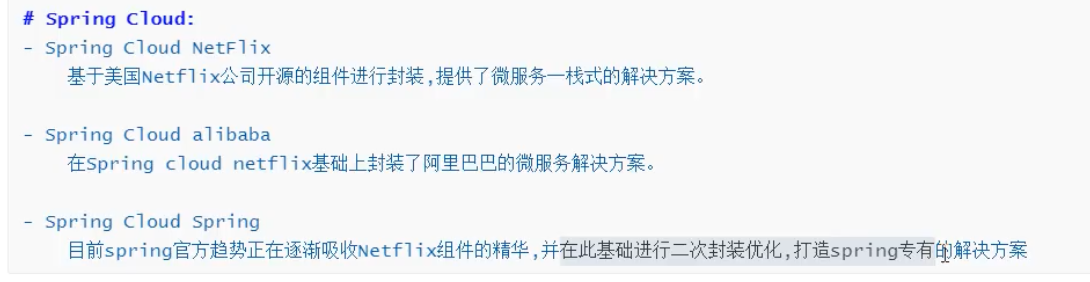 # Spring Cloud:
- Spring Cloud NetFlix
基于美国Netflix公司开源的组件进行封装,提供了微服务一栈式的解决方案。
- Spring Cloud alibaba
在Spring cloud netflix基础上封装了阿里巴巴的微服务解决方案。
- Spring Cloud Spring
目前spring官方趋势正在逐渐吸收Netflix组件的精华,并在此基础进行二次封装优化,打造spring专有的解决方案